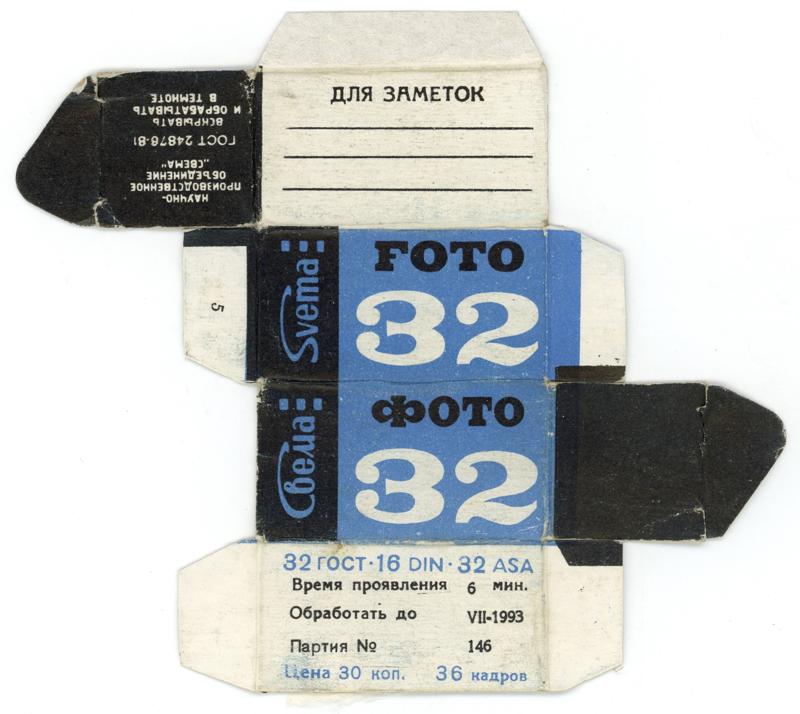 НАУЧНО-
ПРОИЗВОДСТВЕННОЕ
ОБЪЕДИНЕНИЕ
„СВЕМА"
ГОСТ 24876-81
ВСКРЫВАТЬ
И ОБРАБАТЫВАТЬ
В ТЕМНОТЕ
ДЛЯ ЗАМЕТОК
5
Svema
FOTO
32
Свема
ФОТО
32
32 ГОСТ·16 DIN·32 ASA
Время проявления 6 мин.
Обработать до VII-1993
Партия № 146
Цена 30 коп. 36 кадров